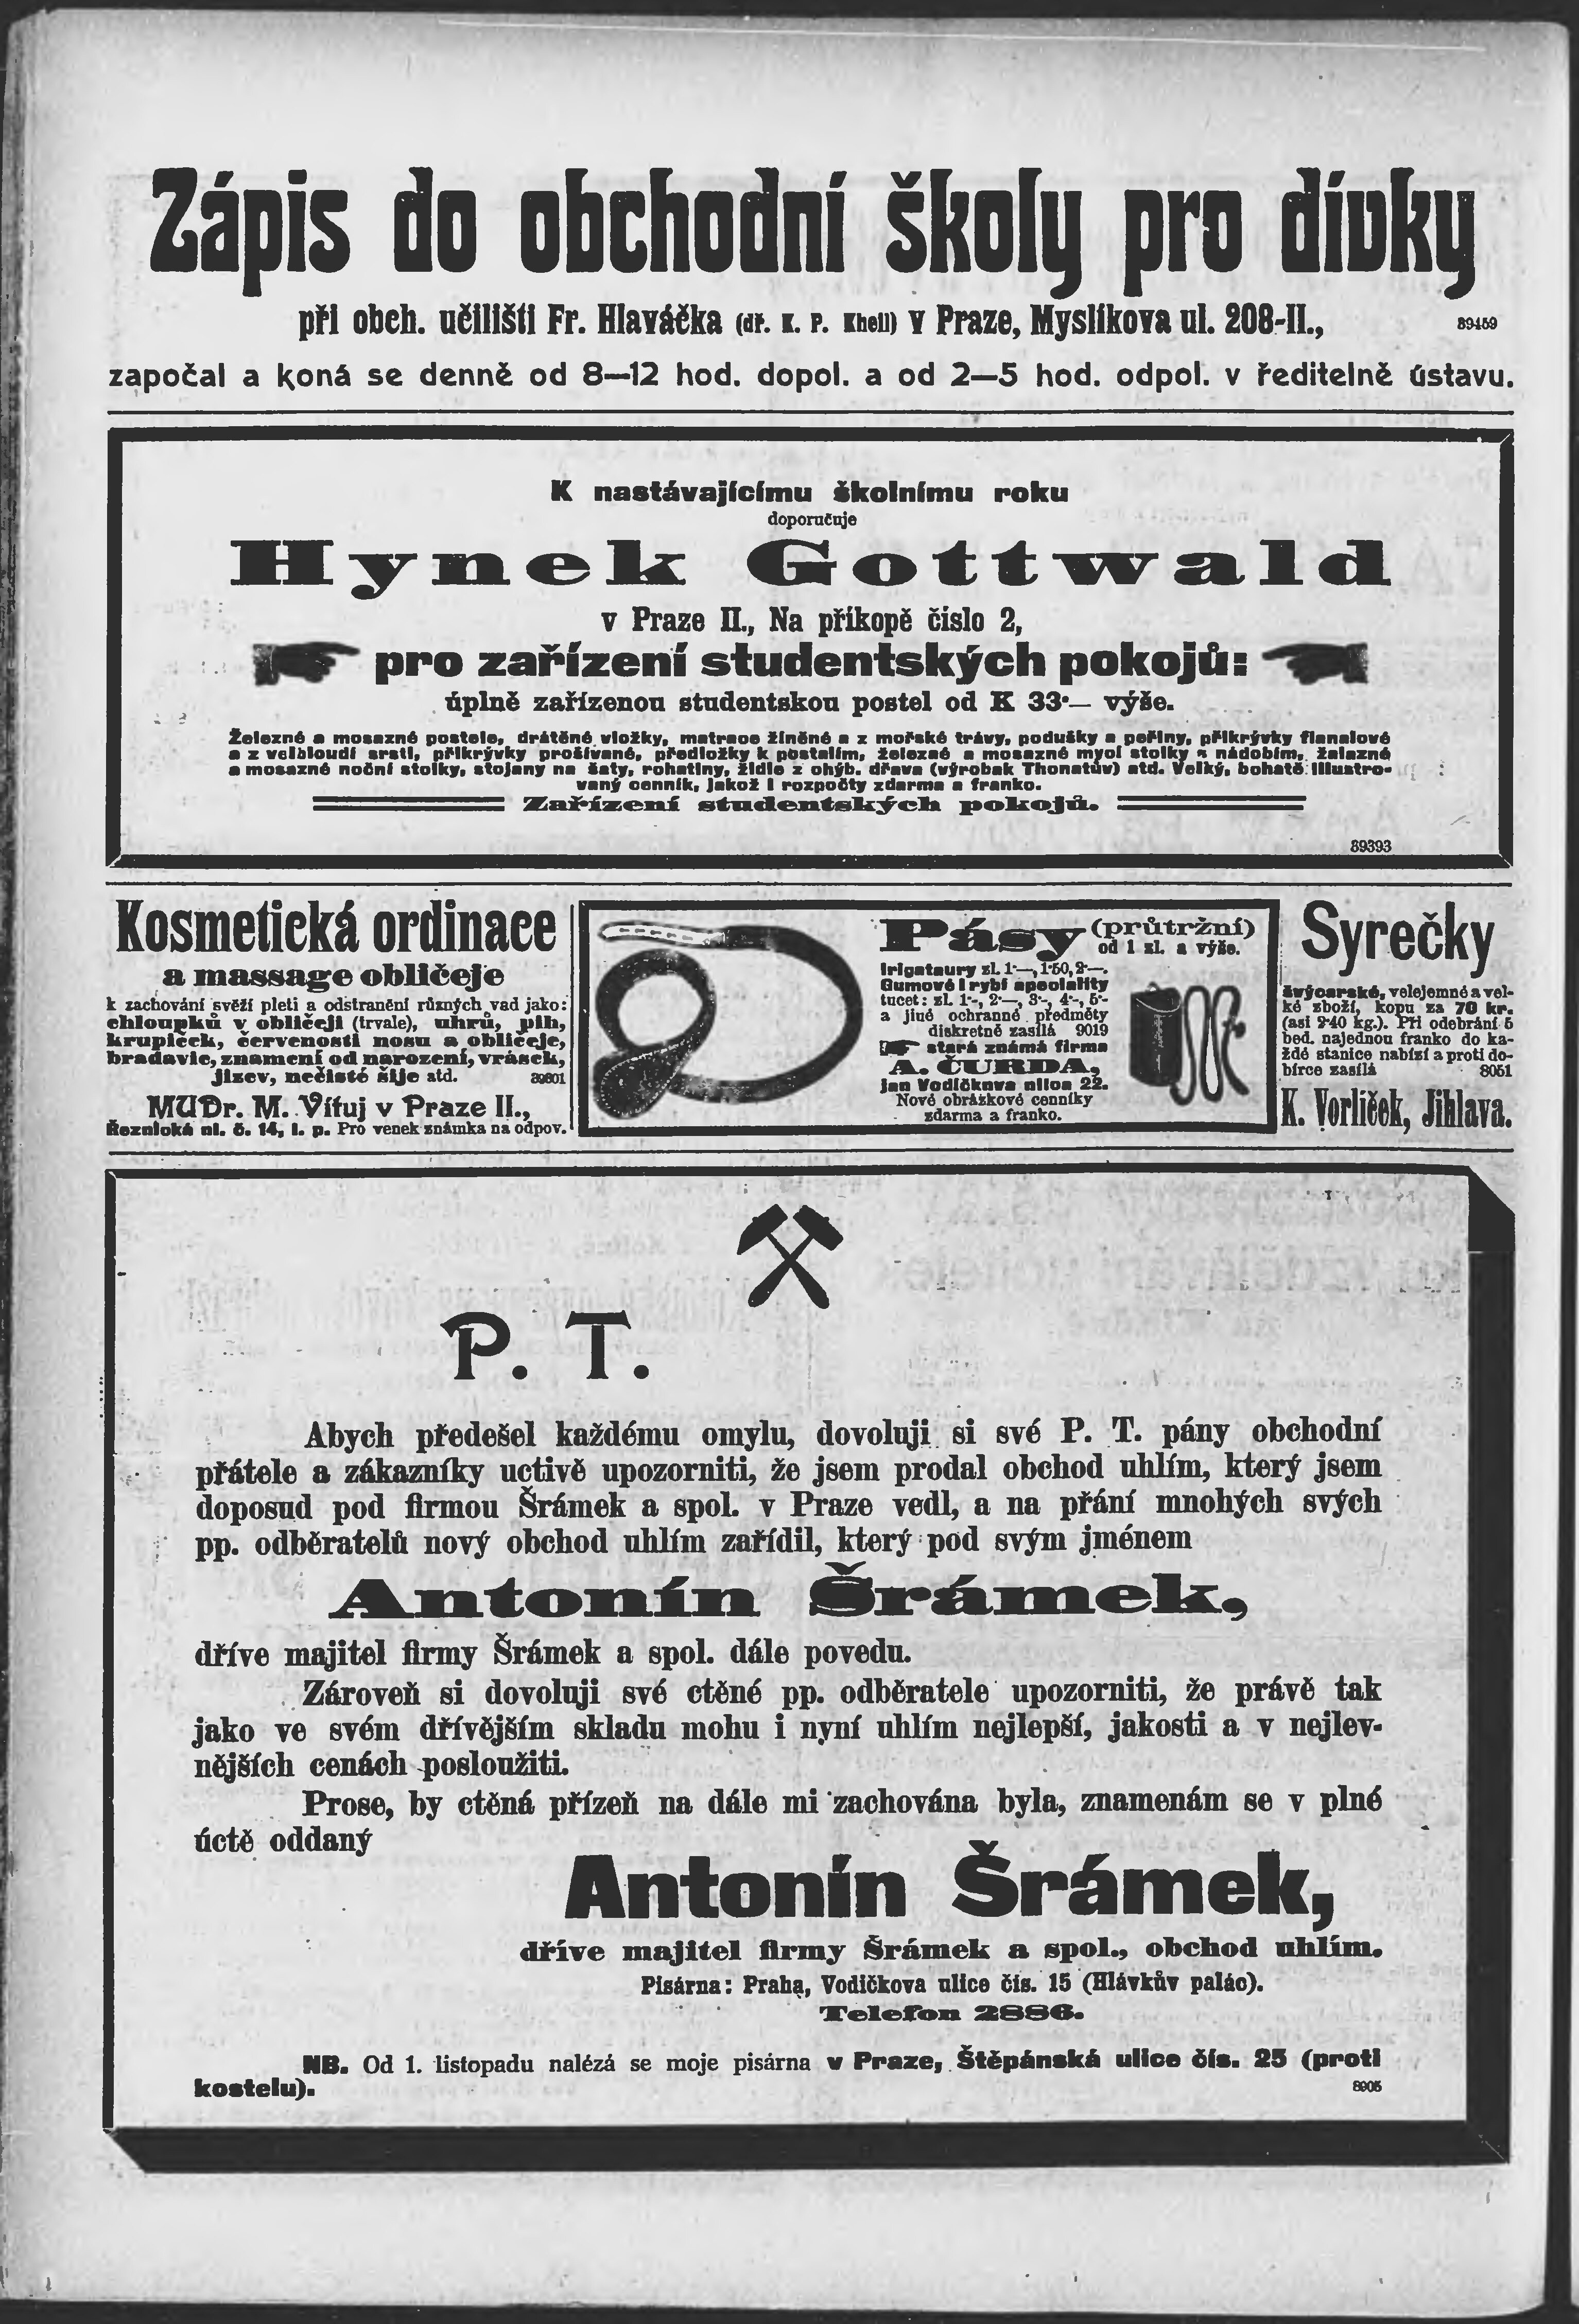 Zápis do obchodní školy pro dívky
při obch. učilišti Fr. Hlaváčka (dř. K. P. Kheil) v Praze, Myslíkova ul. 208-II.,
89459
započal a koná se denně od 8—12 hod. dopol. a od 2—5 hod. odpol. v ředitelně ústavu.
K nastávajícímu školnímu roku
doporučuje
Hynek Gottwald
v Praze II., Na příkopě číslo 2,
pro zařízení studentských pokojů:
úplně zařízenou studentskou postel od K 33·— výše.
Železné a mosazné postele, drátěné vložky, matrace žíněné a z mořské trávy, podušky a peřiny, přikrývky flanelové
a z velbloudí srsti, přikrývky prošívané, předložky k postelím, železné a mosazné mycí stolky s nádobím, železné
a mosazné noční stolky, stojany na šaty, rohatiny, židle z ohýb. dřeva (výrobek Thonetův) atd. Velký, bohatě illustro-
vaný cenník, jakož i rozpočty zdarma a franko.
Zařízení studentských pokojů.
89393
Kosmetická ordinace
a massage obličeje
k zachování svěží pleti a odstranění různých vad jako:
chloupků v obličeji (trvale), uhrů, pih,
krupiček, červenosti nosu a obličeje,
bradavic, znamení od narození, vrásek,
jizev, nečisté šíje atd.
MUDr. M. Víťuj v Praze II.,
Řeznická ul. č. 14, I. p. Pro venek známka na odpov.
Pásy (průtržní)
od 1 zl. a výše.
Irigateury zl. 1·—, 1·50, 2·—.
Gumové i rybí speciality
tucet: zl. 1·-, 2·—, 3·-, 4·-, 5·-
a jiné ochranné předměty
diskretně zasílá 9019
stará známá firma
A. ČURDA,
Jan Vodičkova ulice 22.
Nové obrázkové cenníky
zdarma a franko.
Syrečky
švýcarské, velejemné a vel-
ké zboží, kopu za 70 kr.
(asi 2·40 kg.). Při odebrání 5
bed. najednou franko do ka-
ždé stanice nabízí a proti do-
bírce zasílá 8051
K. Vorlíček, Jihlava.
P. T.
Abych předešel každému omylu, dovoluji si své P. T. pány obchodní
přátele a zákazníky uctivě upozorniti, že jsem prodal obchod uhlím, který jsem
doposud pod firmou Šrámek a spol. v Praze vedl, a na přání mnohých svých
pp. odběratelů nový obchod uhlím zařídil, který pod svým jménem
Antonín Šrámek,
dříve majitel firmy Šrámek a spol. dále povedu.
Zároveň si dovoluji své ctěné pp. odběratele upozorniti, že právě tak
jako ve svém dřívějším skladu mohu i nyní uhlím nejlepší, jakosti a v nejlev-
nějších cenách posloužiti.
Prose, by ctěná přízeň na dále mi zachována byla, znamenám se v plné
úctě oddaný
Antonín Šrámek,
dříve majitel firmy Šrámek a spol., obchod uhlím.
Písárna: Praha, Vodičkova ulice čís. 15 (Hlávkův palác).
Telefon 2886.
NB. Od 1. listopadu nalézá se moje písárna v Praze, Štěpánská ulice čís. 25 (proti
kostelu).
8905